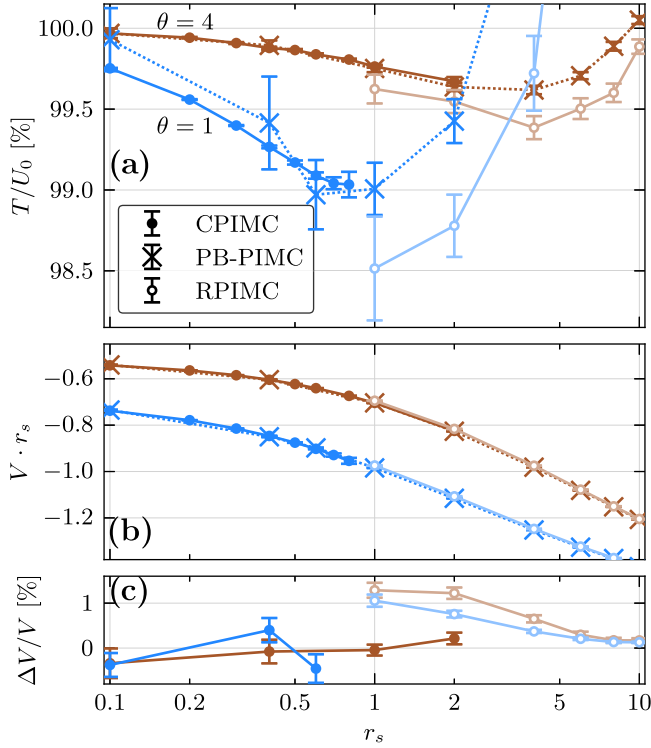 100.0
θ = 4
99.5
θ = 1
T/U₀ [%]
(a)
99.0
CPIMC
PB-PIMC
RPIMC
98.5
−0.6
−0.8
V · rₛ
−1.0
−1.2
(b)
(c)
1
ΔV/V [%]
0
0.1 0.2 0.5 1 2 5 10
rₛ